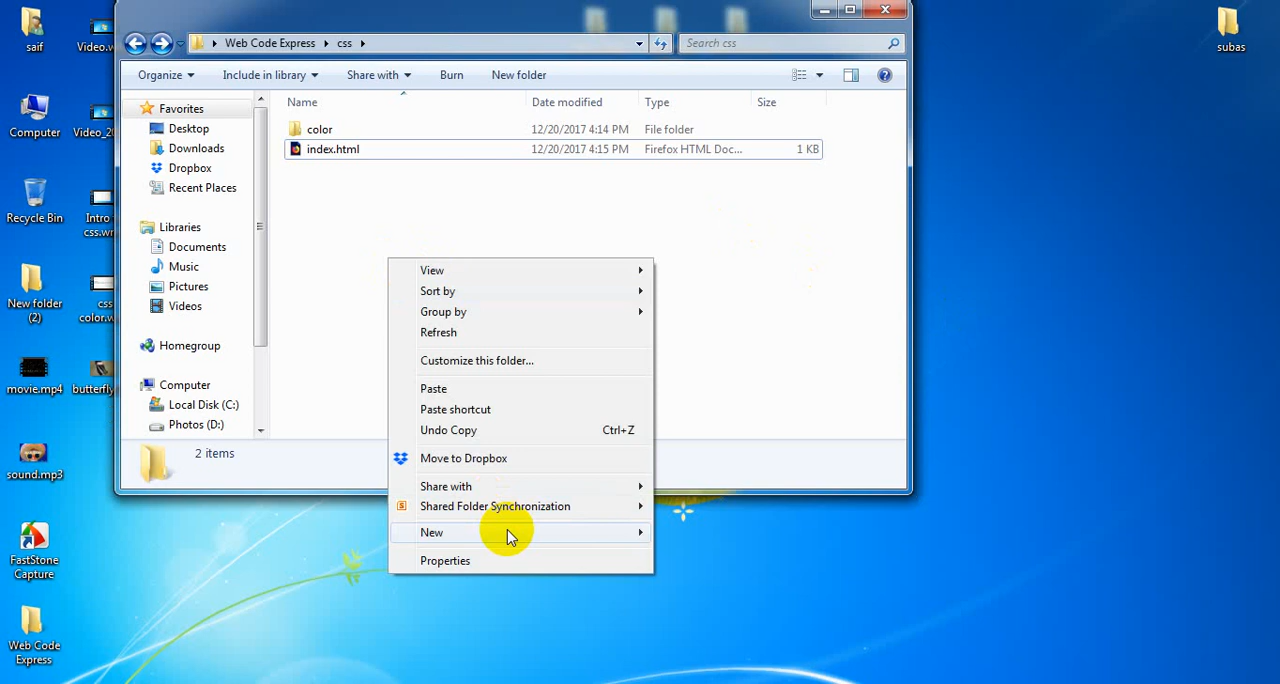 saif
Video.w
Computer
Video_20
Recycle Bin
Intro
css.wm
New folder
(2)
css
color.w
movie.mp4
butterfly
sound.mp3
FastStone
Capture
Web Code
Express
subas
Web Code Express
css
Search css
Organize
Include in library
Share with
Burn
New folder
Favorites
Desktop
Downloads
Dropbox
Recent Places
Libraries
Documents
Music
Pictures
Videos
Homegroup
Computer
Local Disk (C:)
Photos (D:)
Name
Date modified
Type
Size
color
12/20/2017 4:14 PM
File folder
index.html
12/20/2017 4:15 PM
Firefox HTML Doc...
1 KB
View
Sort by
Group by
Refresh
Customize this folder...
Paste
Paste shortcut
Undo Copy
Ctrl+Z
Move to Dropbox
Share with
Shared Folder Synchronization
New
Properties
2 items